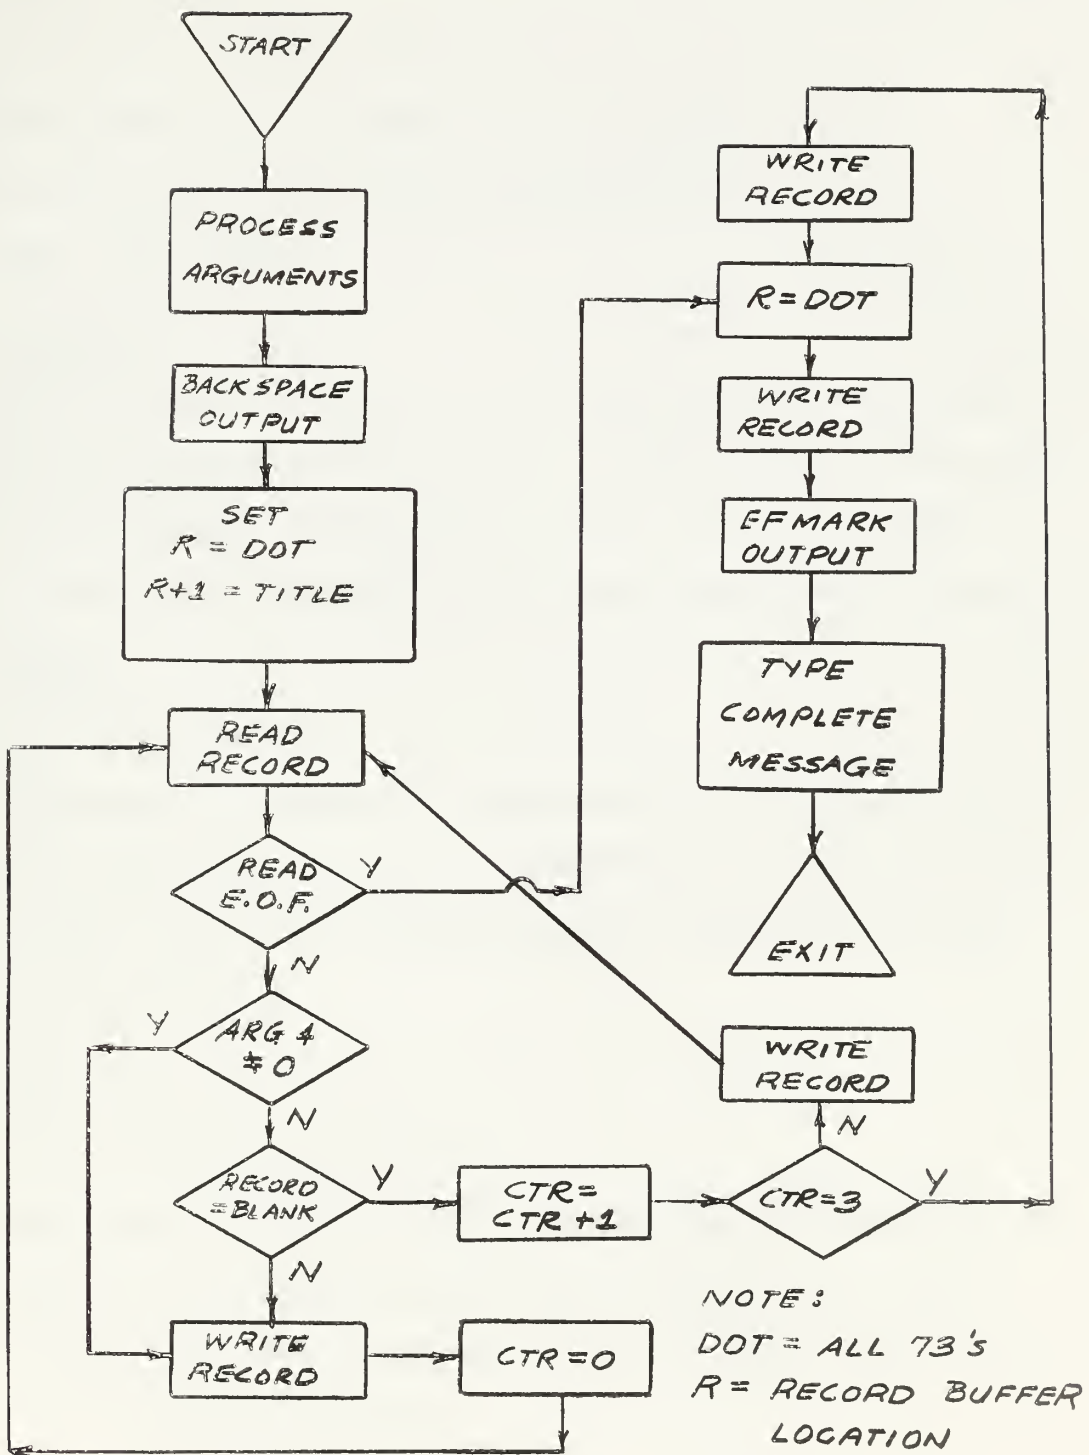 START
PROCESS
ARGUMENTS
BACKSPACE
OUTPUT
SET
R = DOT
R+1 = TITLE
READ
RECORD
READ
E.O.F.
Y
N
ARG 4
≠ 0
Y
N
RECORD
=BLANK
Y
N
WRITE
RECORD
CTR = 0
CTR =
CTR +1
CTR=3
N
Y
WRITE
RECORD
WRITE
RECORD
R = DOT
WRITE
RECORD
EFMARK
OUTPUT
TYPE
COMPLETE
MESSAGE
EXIT
NOTE:
DOT = ALL 73's
R = RECORD BUFFER
LOCATION